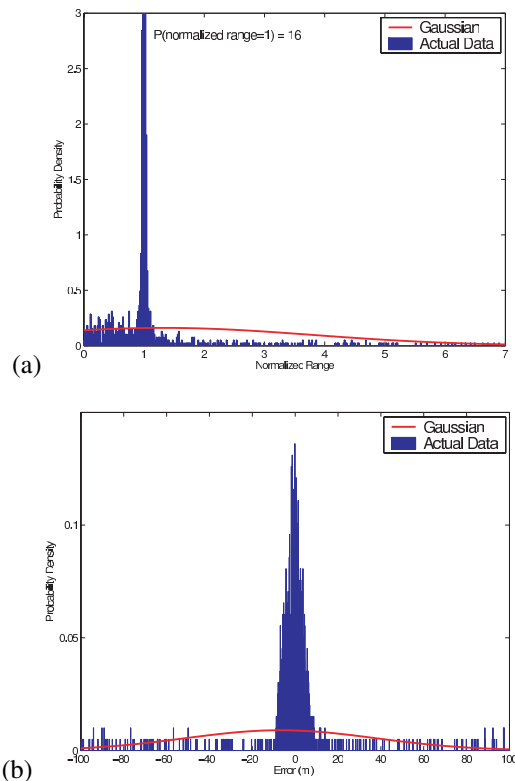 3
P(normalized range=1) = 16
Gaussian
Actual Data
2.5
2
1.5
1
0.5
0
Probability Density
0 1 2 3 4 5 6 7
Normalized Range
(a)
Gaussian
Actual Data
0.1
0.05
0
Probability Density
−100 −80 −60 −40 −20 0 20 40 60 80 100
Error (m)
(b)